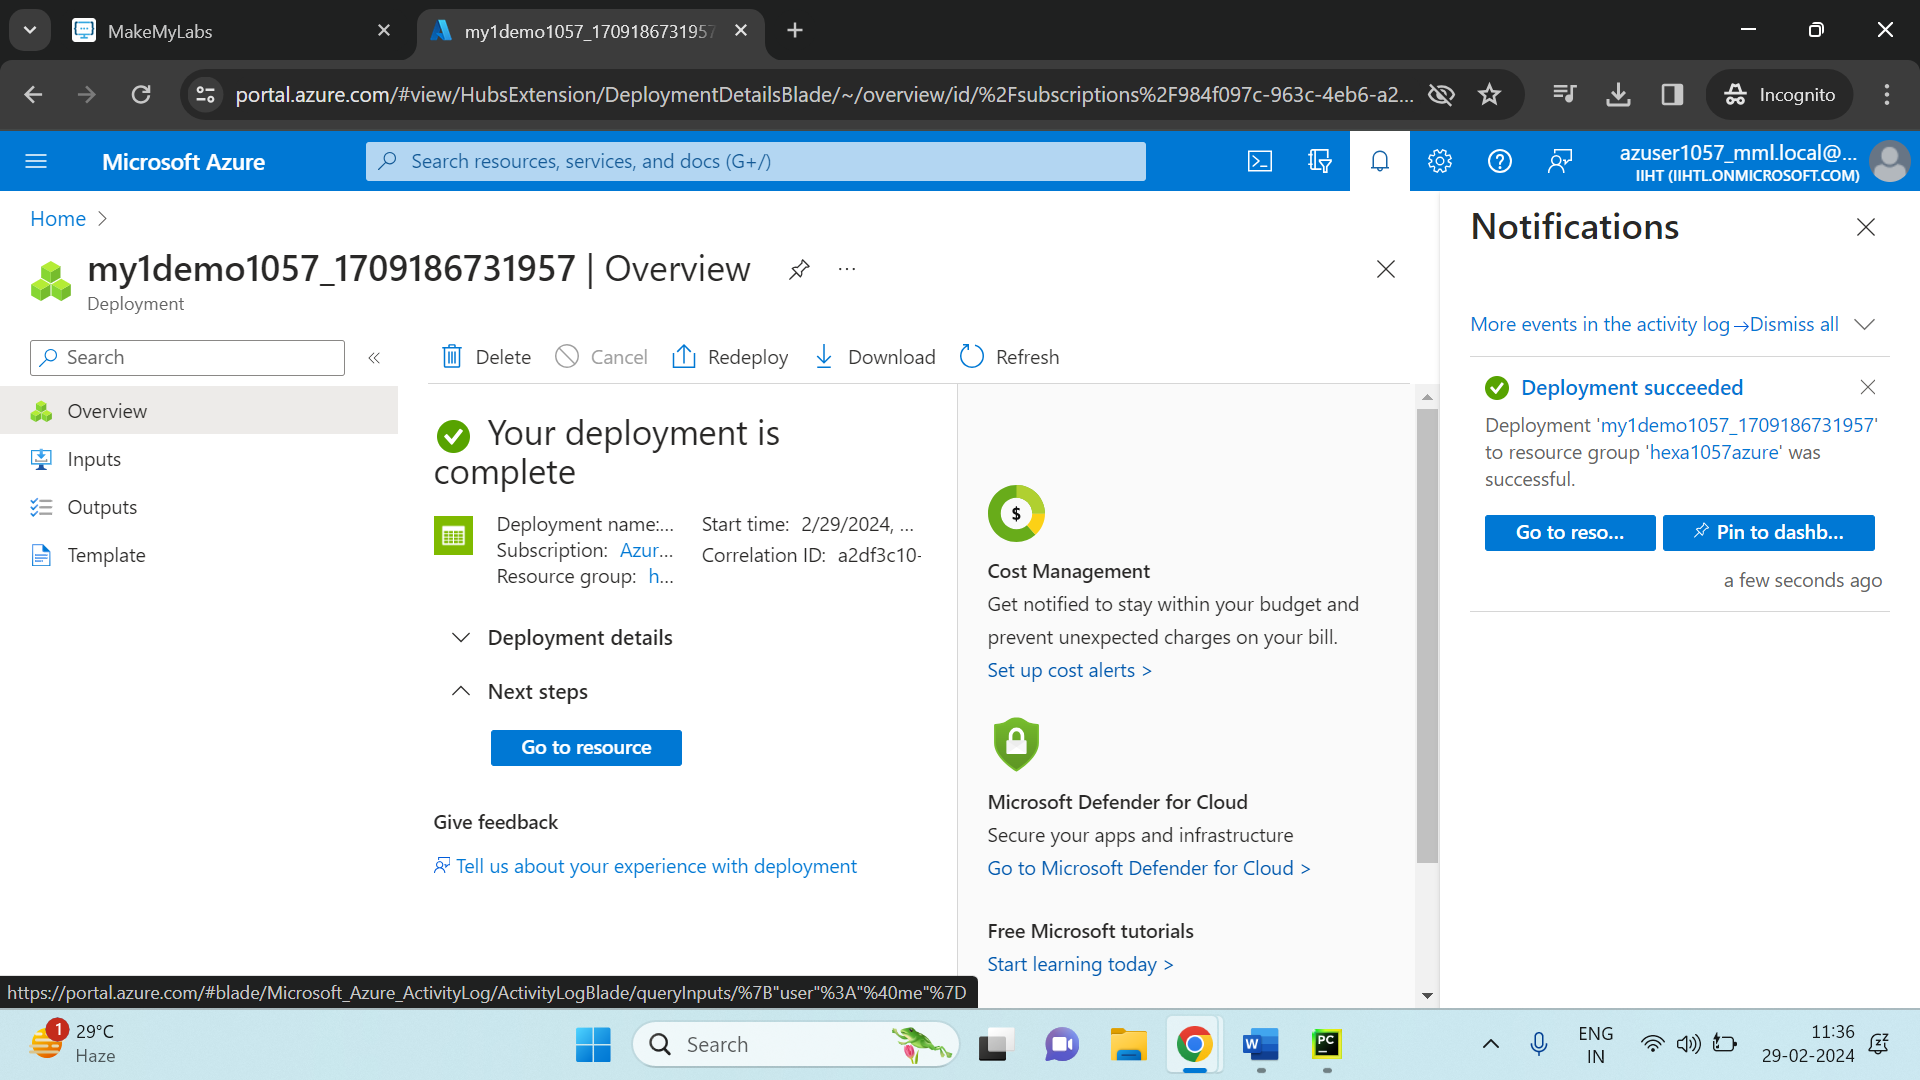 MakeMyLabs
my1demo1057_1709186731957
portal.azure.com/#view/HubsExtension/DeploymentDetailsBlade/~/overview/id/%2Fsubscriptions%2F984f097c-963c-4eb6-a2...
Incognito
Microsoft Azure
Search resources, services, and docs (G+/)
azuser1057_mml.local@...
IIHT (IIHTL.ONMICROSOFT.COM)
Home
my1demo1057_1709186731957 | Overview
Deployment
Search
Overview
Inputs
Outputs
Template
Delete
Cancel
Redeploy
Download
Refresh
Your deployment is
complete
Deployment name:...
Subscription: Azur...
Resource group: h...
Start time: 2/29/2024, ...
Correlation ID: a2df3c10-
Deployment details
Next steps
Go to resource
Give feedback
Tell us about your experience with deployment
$
Cost Management
Get notified to stay within your budget and
prevent unexpected charges on your bill.
Set up cost alerts >
Microsoft Defender for Cloud
Secure your apps and infrastructure
Go to Microsoft Defender for Cloud >
Free Microsoft tutorials
Start learning today >
Notifications
More events in the activity log→
Dismiss all
Deployment succeeded
Deployment 'my1demo1057_1709186731957'
to resource group 'hexa1057azure' was
successful.
Go to reso...
Pin to dashb...
a few seconds ago
https://portal.azure.com/#blade/Microsoft_Azure_ActivityLog/ActivityLogBlade/queryInputs/%7B"user"%3A"%40me"%7D
1
29°C
Haze
Search
W
PC
ENG
IN
11:36
29-02-2024